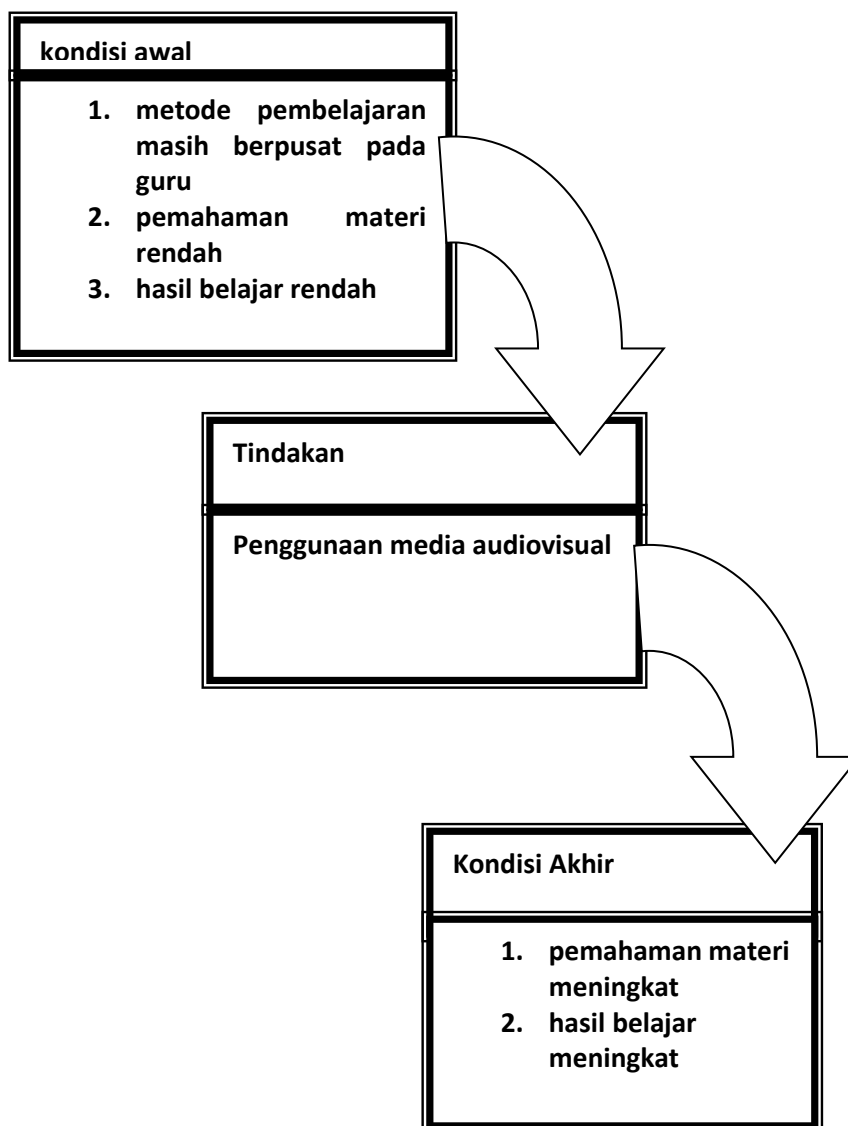 kondisi awal
1. metode pembelajaran
masih berpusat pada
guru
2. pemahaman materi
rendah
3. hasil belajar rendah
Tindakan
Penggunaan media audiovisual
Kondisi Akhir
1. pemahaman materi
meningkat
2. hasil belajar
meningkat